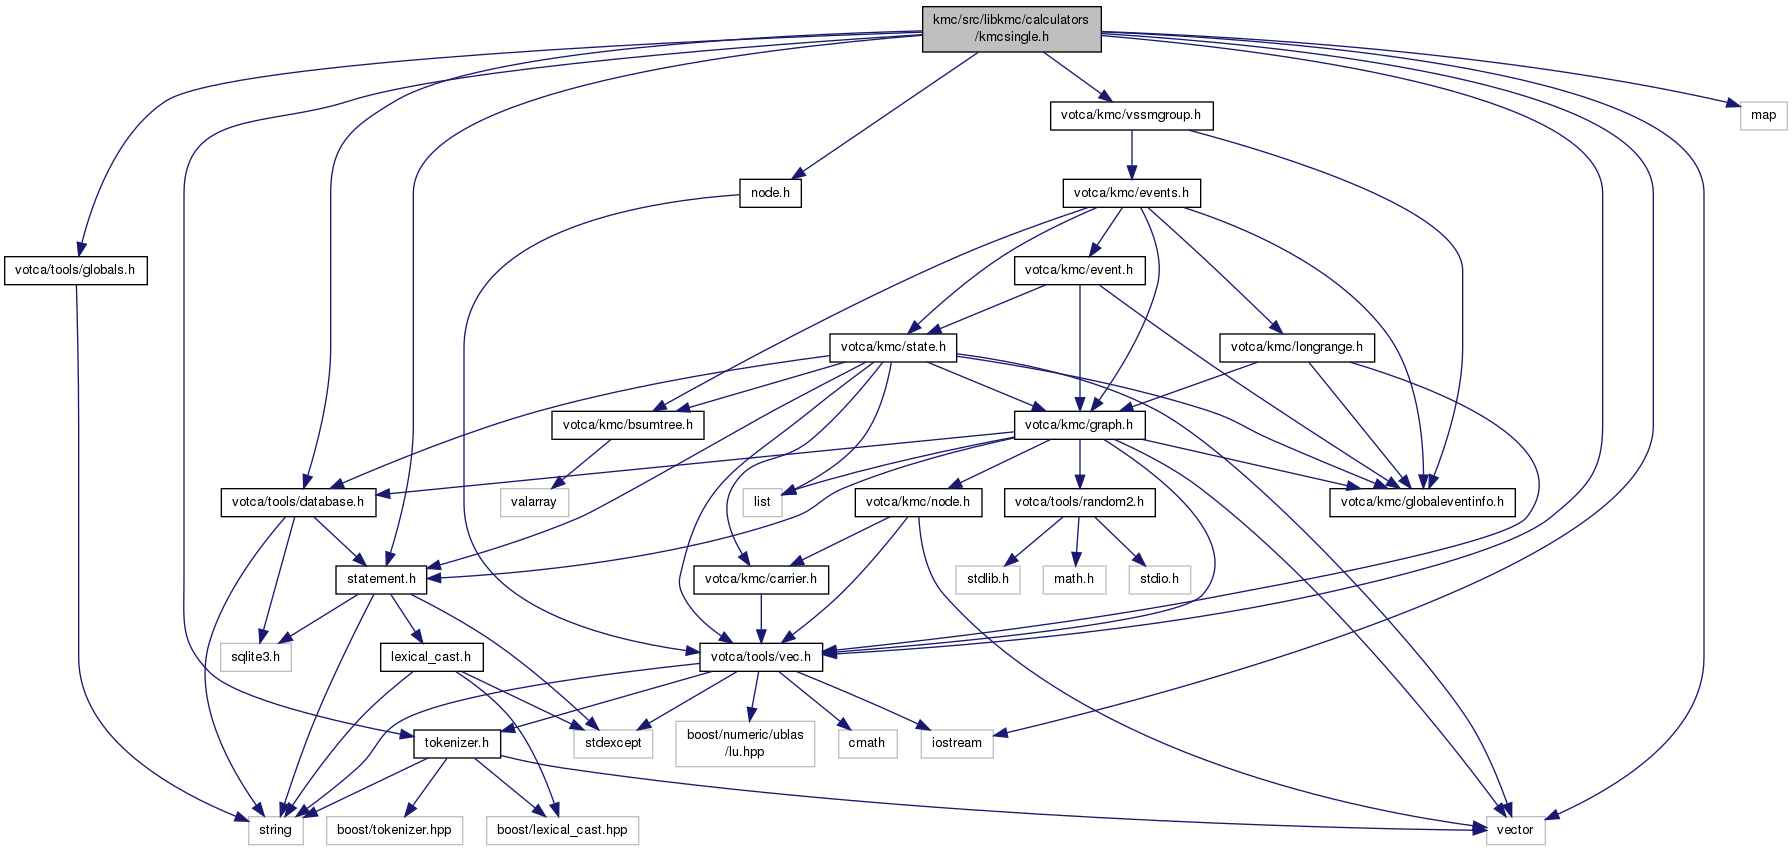 kmc/src/libkmc/calculators
/kmcsingle.h
votca/kmc/vssmgroup.h
map
node.h
votca/kmc/events.h
votca/tools/globals.h
votca/kmc/event.h
votca/kmc/state.h
votca/kmc/longrange.h
votca/kmc/bsumtree.h
votca/kmc/graph.h
votca/tools/database.h
valarray
list
votca/kmc/node.h
votca/tools/random2.h
votca/kmc/globaleventinfo.h
statement.h
votca/kmc/carrier.h
stdlib.h
math.h
stdio.h
sqlite3.h
lexical_cast.h
votca/tools/vec.h
tokenizer.h
stdexcept
boost/numeric/ublas
/lu.hpp
cmath
iostream
string
boost/tokenizer.hpp
boost/lexical_cast.hpp
vector